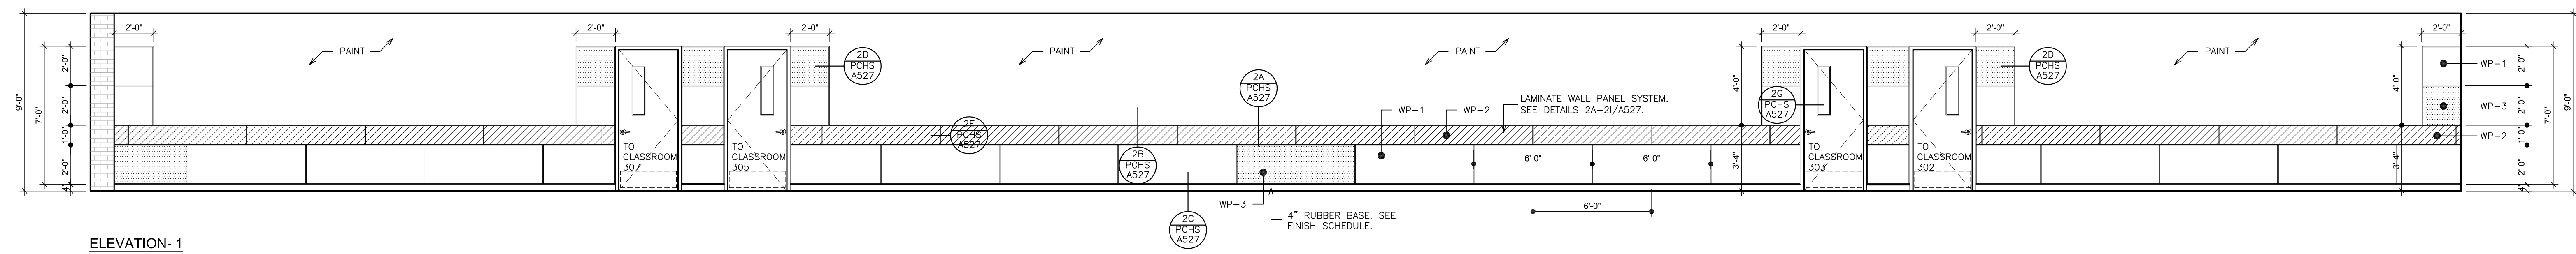 2'-0"
2'-0"
2'-0"
2'-0"
2'-0"
2'-0"
PAINT
PAINT
PAINT
PAINT
9'-0"
7'-0"
2'-0"
2'-0"
1'-0"
2'-0"
4"
2D
PCHS
A527
2A
PCHS
A527
2E
PCHS
A527
2B
PCHS
A527
2C
PCHS
A527
2G
PCHS
A527
2D
PCHS
A527
TO
CLASSROOM
307
TO
CLASSROOM
305
TO
CLASSROOM
303
TO
CLASSROOM
302
WP-1
WP-2
LAMINATE WALL PANEL SYSTEM.
SEE DETAILS 2A-2I/A527.
6'-0"
6'-0"
6'-0"
WP-3
4" RUBBER BASE. SEE
FINISH SCHEDULE.
4'-0"
3'-4"
4'-0"
3'-4"
WP-1
WP-3
WP-2
2'-0"
2'-0"
1'-0"
2'-0"
4"
7'-0"
9'-0"
ELEVATION- 1